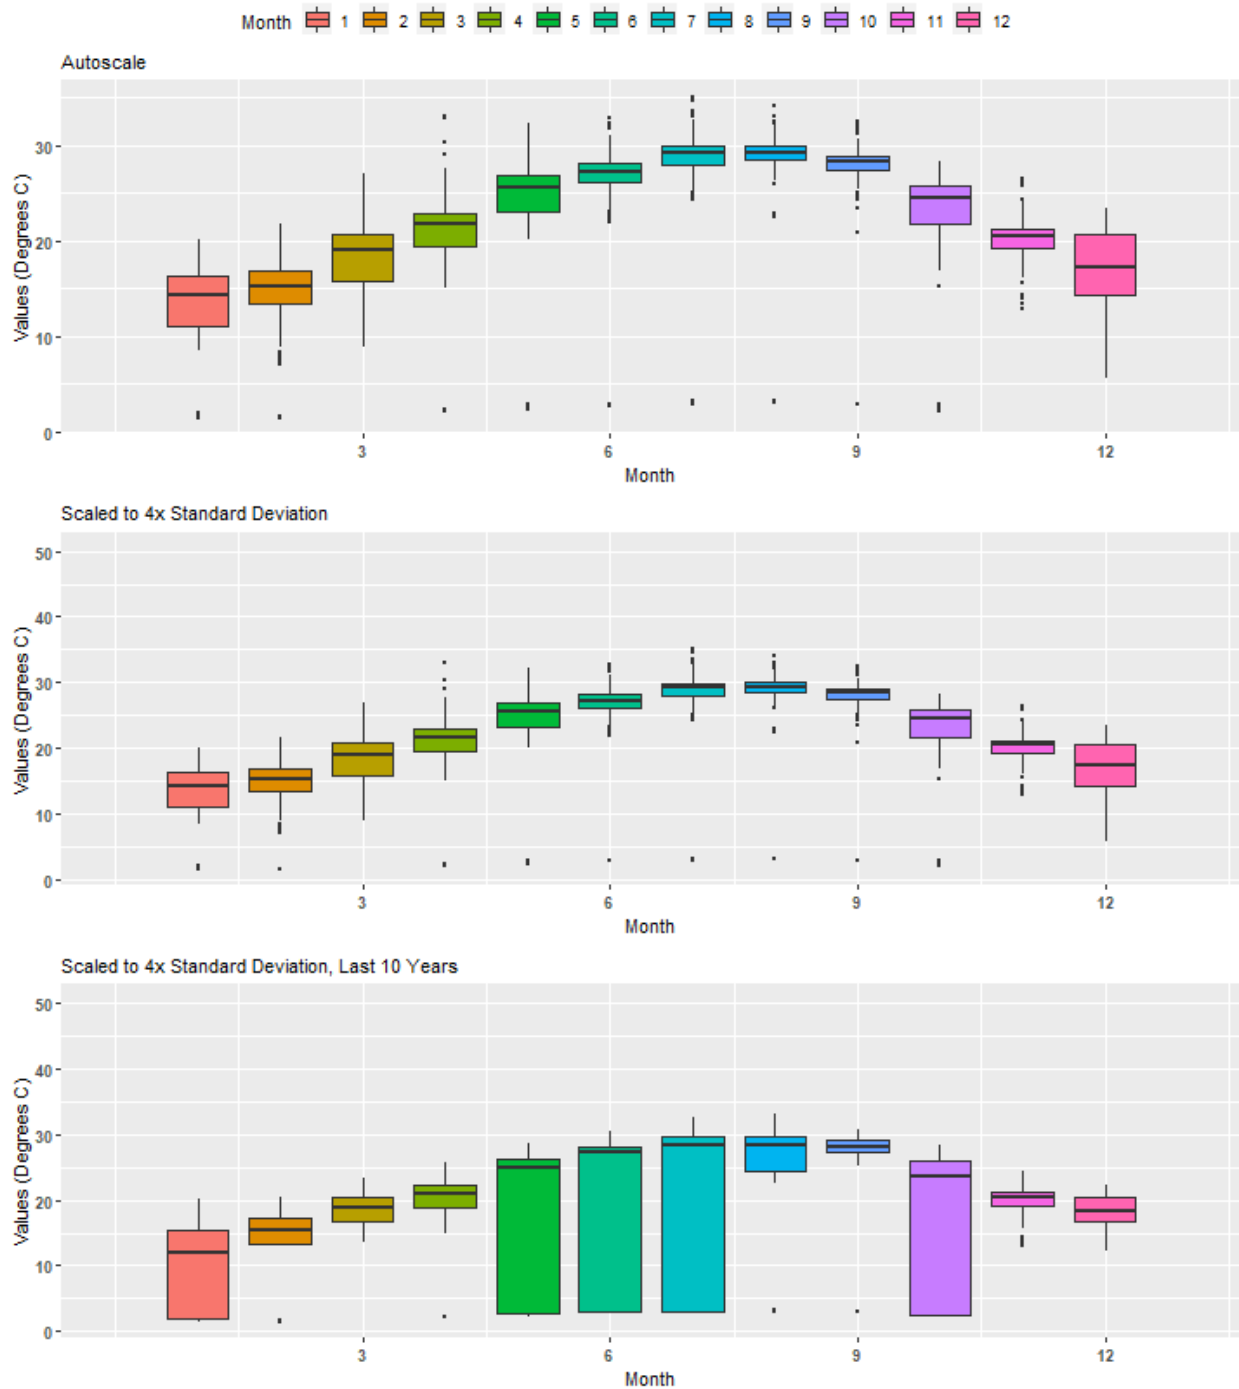 Month 1 2 3 4 5 6 7 8 9 10 11 12
Autoscale
Values (Degrees C)
30
20
10
0
3 6 9 12
Month
Scaled to 4x Standard Deviation
Values (Degrees C)
50
40
30
20
10
0
3 6 9 12
Month
Scaled to 4x Standard Deviation, Last 10 Years
Values (Degrees C)
50
40
30
20
10
0
3 6 9 12
Month